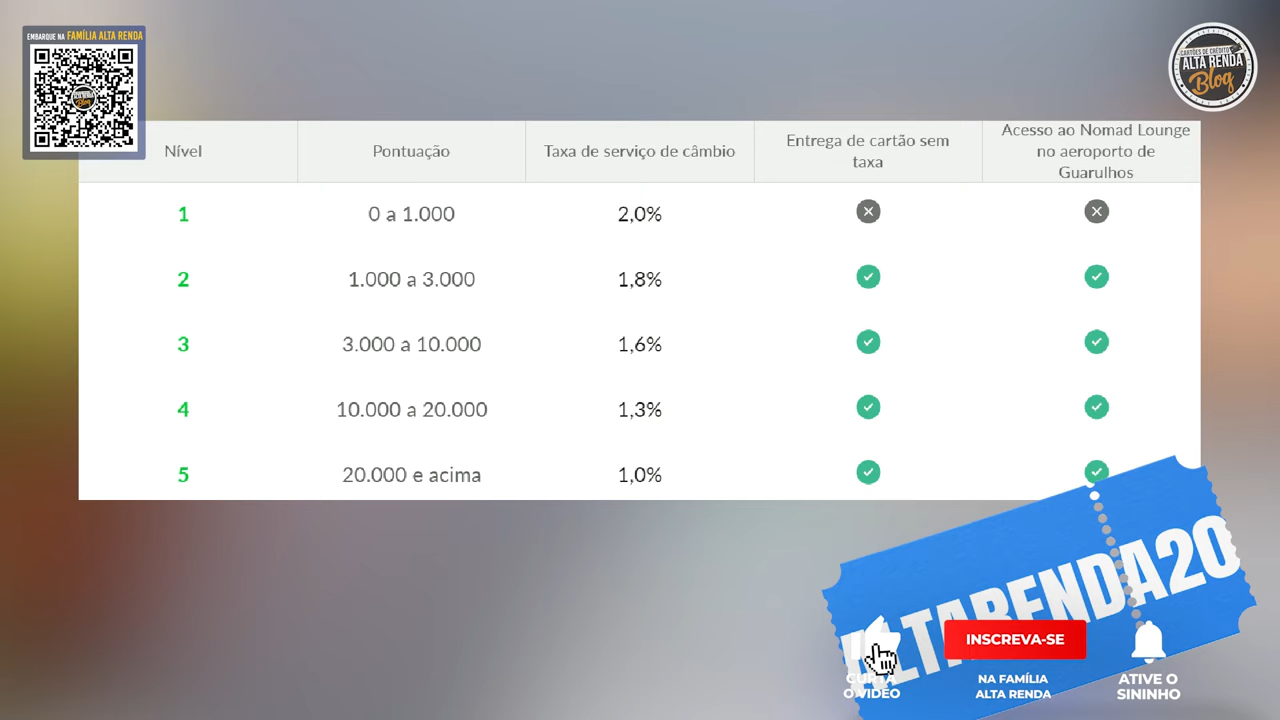 EMBARQUE NA FAMÍLIA ALTA RENDA
CARTÕES DE CRÉDITO
ALTA RENDA
Blog
Nível
Pontuação
Taxa de serviço de câmbio
Entrega de cartão sem
taxa
Acesso ao Nomad Lounge
no aeroporto de
Guarulhos
1
0 a 1.000
2,0%
2
1.000 a 3.000
1,8%
3
3.000 a 10.000
1,6%
4
10.000 a 20.000
1,3%
5
20.000 e acima
1,0%
ALTARENDA20
CURTA
O VÍDEO
INSCREVA-SE
NA FAMÍLIA
ALTA RENDA
ATIVE O
SININHO